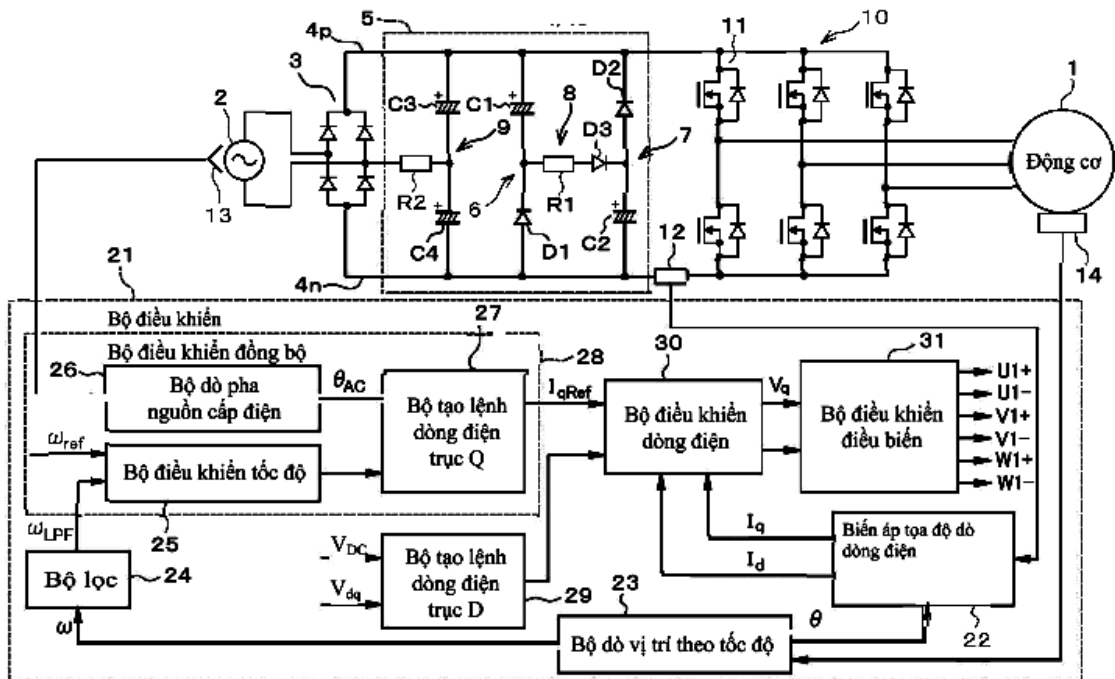 5
4p
3
2
13
C3
C1
9
8
D2
D3
7
R2
6
R1
C4
D1
C2
4n
11
10
1
Động cơ
12
14
21
Bộ điều khiển
Bộ điều khiển đồng bộ
26
Bộ dò pha
nguồn cấp điện
θAC
27
28
Bộ tạo lệnh
dòng điện
trục Q
IqRef
30
Bộ điều khiển
dòng điện
Vq
31
Bộ điều khiển
điều biến
U1+
U1−
V1+
V1−
W1+
W1−
ωref
Bộ điều khiển tốc độ
25
ωLPF
Bộ lọc
24
ω
VDC
Vdq
Bộ tạo lệnh
dòng điện
trục D
29
Iq
Id
Biến áp tọa độ dò
dòng điện
22
23
Bộ dò vị trí theo tốc độ
θ